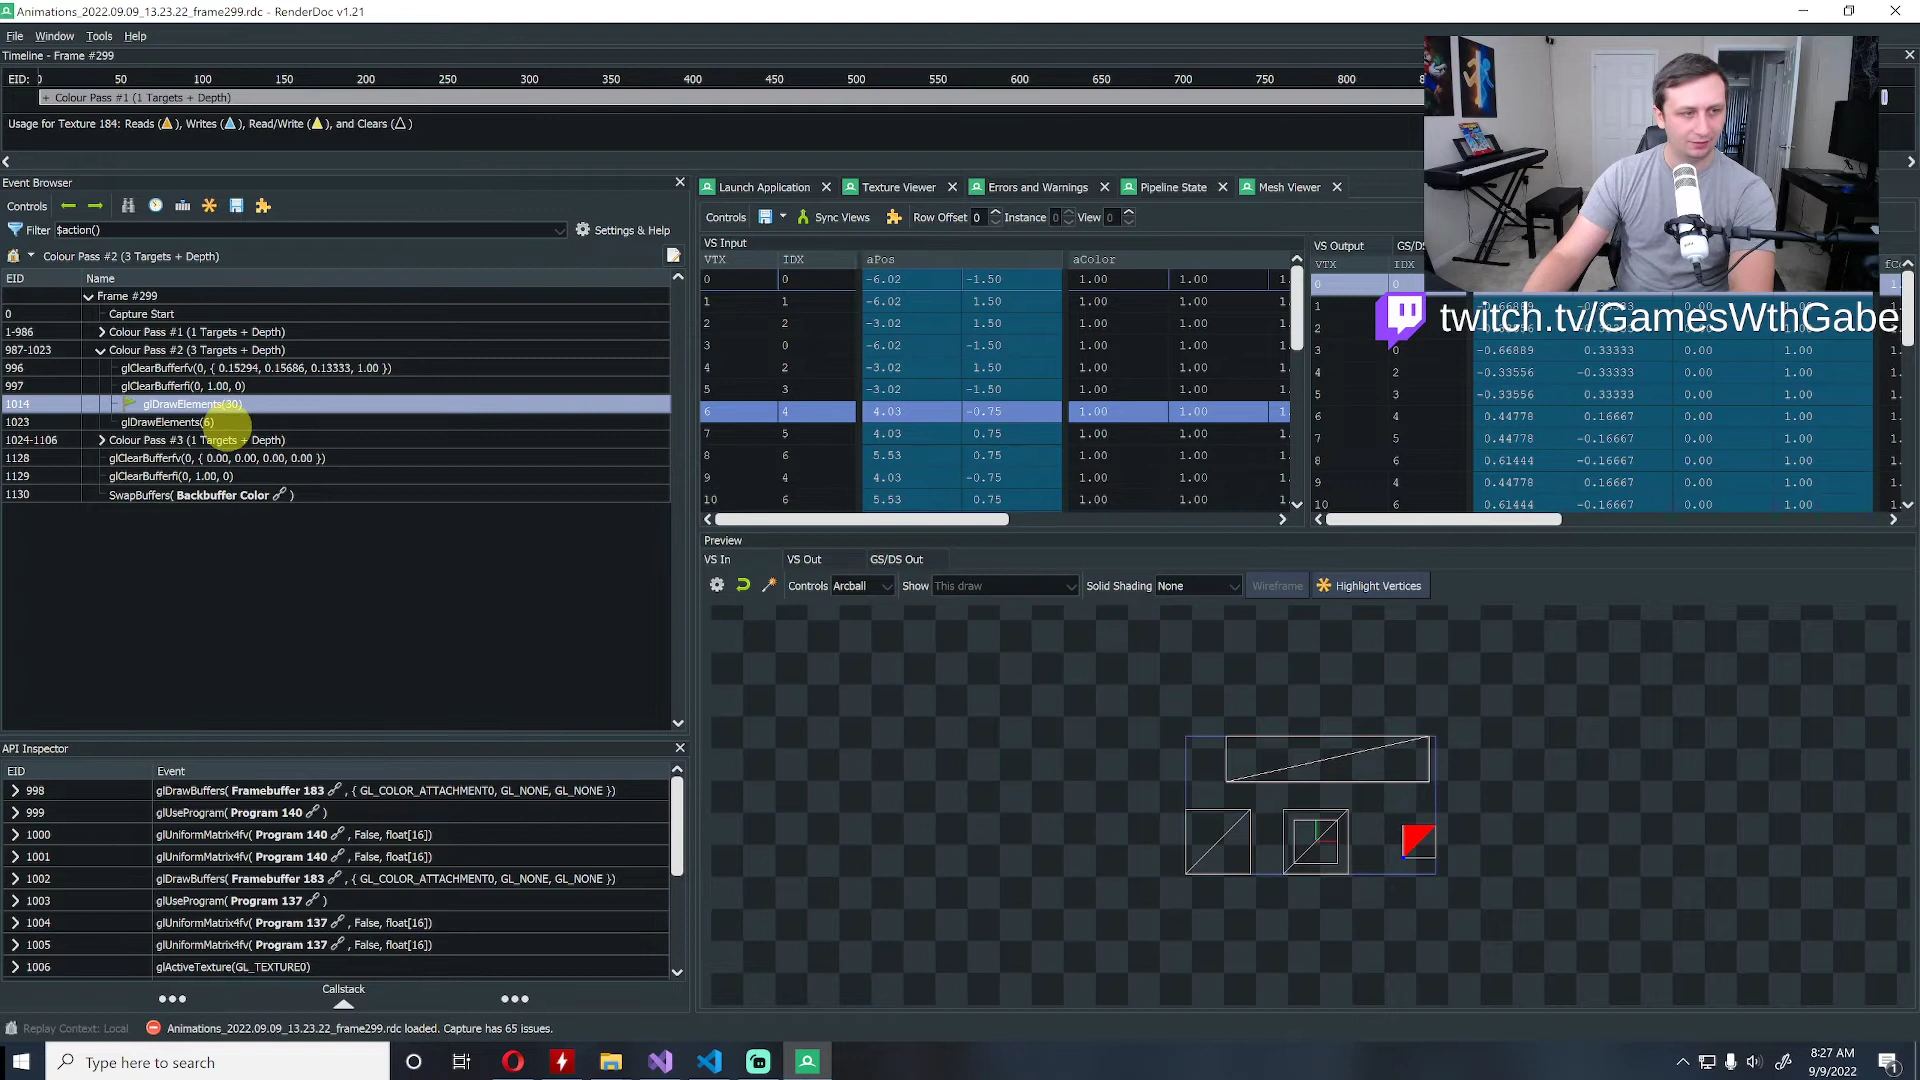 Animations_2022.09.09_13.23.22_frame299.rdc - RenderDoc v1.21
File Window Tools Help
Timeline - Frame #299
EID: 0 50 100 150 200 250 300 350 400 450 500 550 600 650 700 750 800
+ Colour Pass #1 (1 Targets + Depth)
Usage for Texture 184: Reads ( ), Writes ( ), Read/Write ( ), and Clears ( )
Event Browser
Controls
Filter $action() Settings & Help
Colour Pass #2 (3 Targets + Depth)
EID Name
Frame #299
0 Capture Start
1-986 Colour Pass #1 (1 Targets + Depth)
987-1023 Colour Pass #2 (3 Targets + Depth)
996 glClearBufferfv(0, { 0.15294, 0.15686, 0.13333, 1.00 })
997 glClearBufferfi(0, 1.00, 0)
1014 glDrawElements(30)
1023 glDrawElements(6)
1024-1106 Colour Pass #3 (1 Targets + Depth)
1128 glClearBufferfv(0, { 0.00, 0.00, 0.00, 0.00 })
1129 glClearBufferfi(0, 1.00, 0)
1130 SwapBuffers( Backbuffer Color )
API Inspector
EID Event
998 glDrawBuffers( Framebuffer 183 , { GL_COLOR_ATTACHMENT0, GL_NONE, GL_NONE })
999 glUseProgram( Program 140 )
1000 glUniformMatrix4fv( Program 140 , False, float[16])
1001 glUniformMatrix4fv( Program 140 , False, float[16])
1002 glDrawBuffers( Framebuffer 183 , { GL_COLOR_ATTACHMENT0, GL_NONE, GL_NONE })
1003 glUseProgram( Program 137 )
1004 glUniformMatrix4fv( Program 137 , False, float[16])
1005 glUniformMatrix4fv( Program 137 , False, float[16])
1006 glActiveTexture(GL_TEXTURE0)
Callstack
Replay Context: Local Animations_2022.09.09_13.23.22_frame299.rdc loaded. Capture has 65 issues.
Launch Application Texture Viewer Errors and Warnings Pipeline State Mesh Viewer
Controls Sync Views Row Offset 0 Instance 0 View 0
VS Input
VTX IDX aPos aColor
0 0 -6.02 -1.50 1.00 1.00 1.
1 1 -6.02 1.50 1.00 1.00 1.
2 2 -3.02 1.50 1.00 1.00 1.
3 0 -6.02 -1.50 1.00 1.00 1.
4 2 -3.02 1.50 1.00 1.00 1.
5 3 -3.02 -1.50 1.00 1.00 1.
6 4 4.03 -0.75 1.00 1.00 1.
7 5 4.03 0.75 1.00 1.00 1.
8 6 5.53 0.75 1.00 1.00 1.
9 4 4.03 -0.75 1.00 1.00 1.
10 6 5.53 0.75 1.00 1.00 1.
VS Output GS/DS
VTX IDX
0 0
1
2
3 0 -0.66889 0.33333 0.00 1.00
4 2 -0.33556 -0.33333 0.00 1.00
5 3 -0.33556 0.33333 0.00 1.00
6 4 0.44778 0.16667 0.00 1.00
7 5 0.44778 -0.16667 0.00 1.00
8 6 0.61444 -0.16667 0.00 1.00
9 4 0.44778 0.16667 0.00 1.00
10 6 0.61444 -0.16667 0.00 1.00
twitch.tv/GamesWthGabe
Preview
VS In VS Out GS/DS Out
Controls Arcball Show This draw Solid Shading None Wireframe Highlight Vertices
Type here to search
8:27 AM
9/9/2022